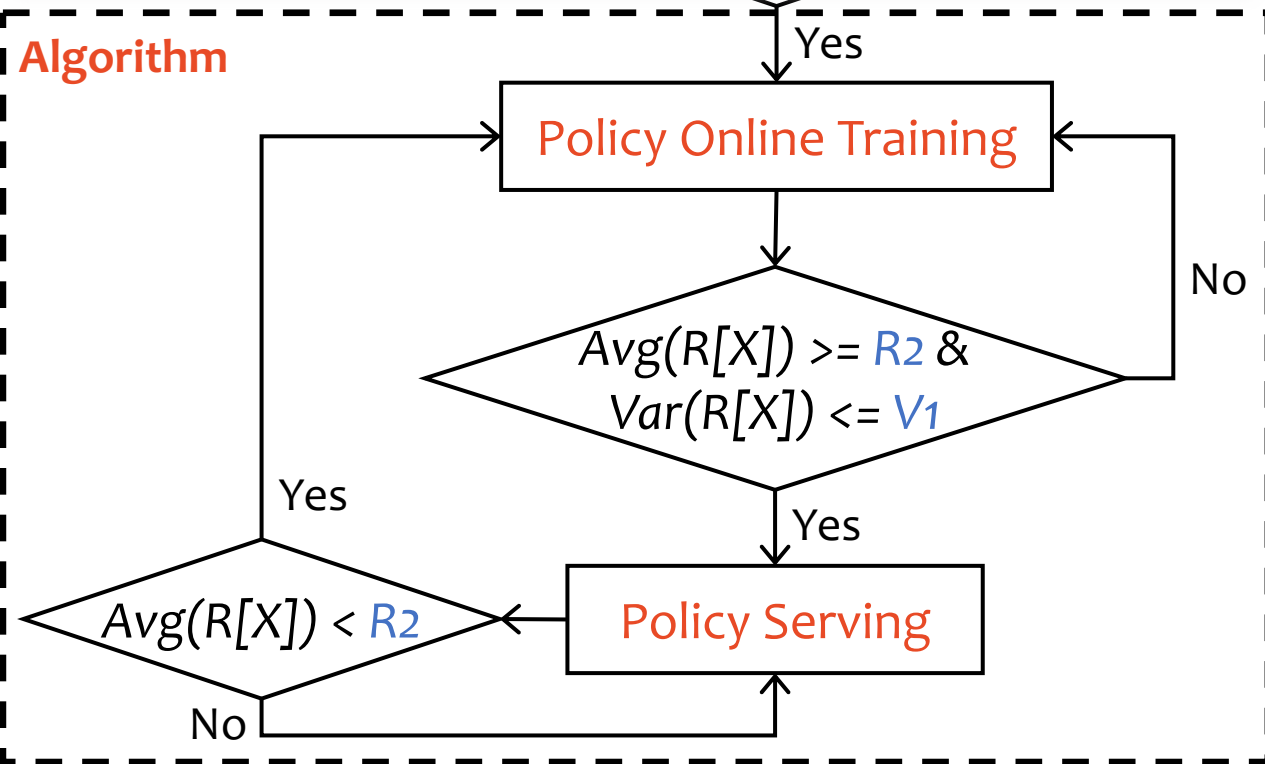 Algorithm
Yes
Policy Online Training
No
Avg(R[X]) >= R2 &
Var(R[X]) <= V1
Yes
Yes
Avg(R[X]) < R2
Policy Serving
No